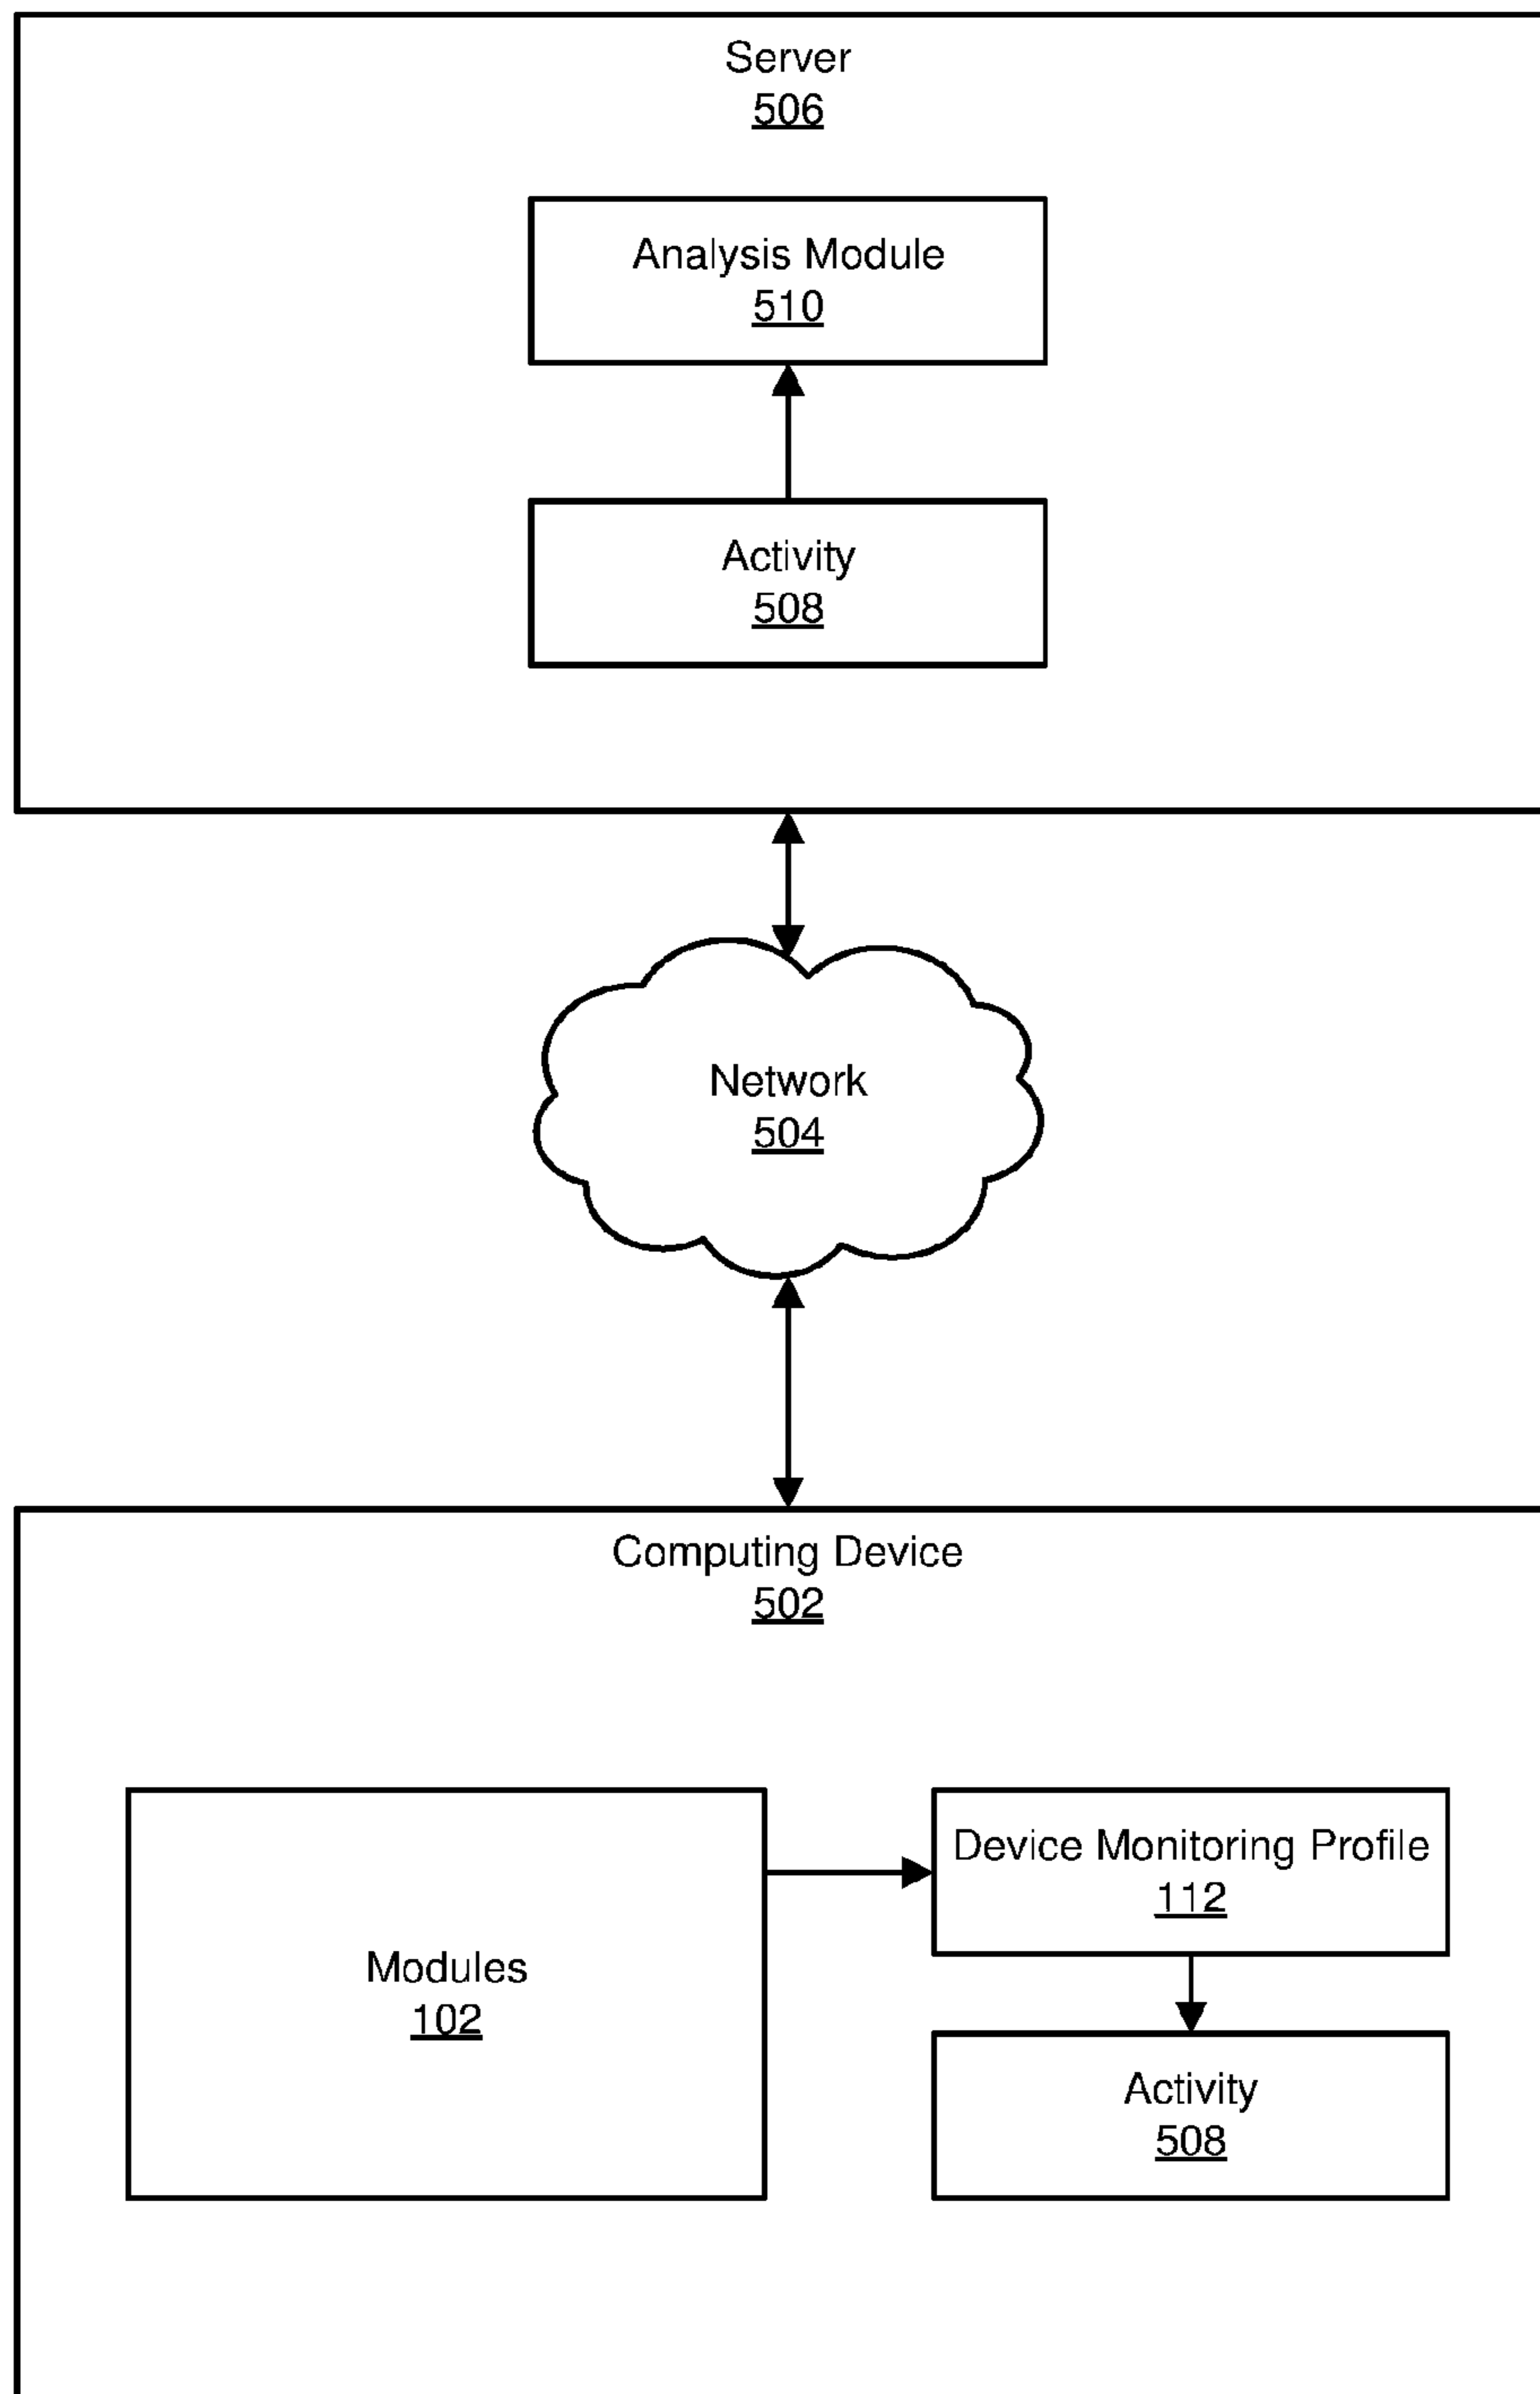 Server
506
Analysis Module
510
Activity
508
Network
504
Computing Device
502
Modules
102
Device Monitoring Profile
112
Activity
508